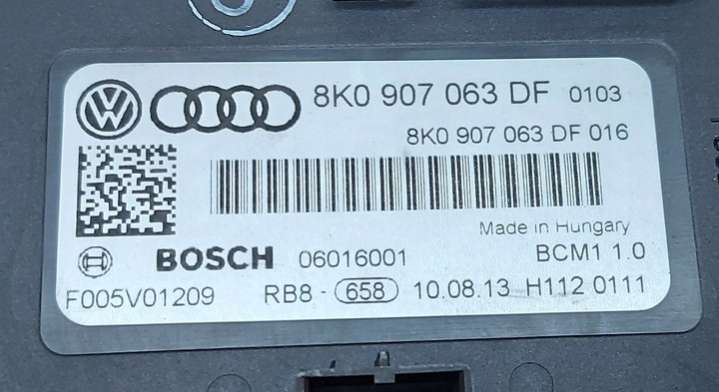 8K0 907 063 DF 0103
8K0 907 063 DF 016
Made in Hungary
BOSCH 06016001 BCM1 1.0
F005V01209 RB8 - 658 10.08.13 H112 0111